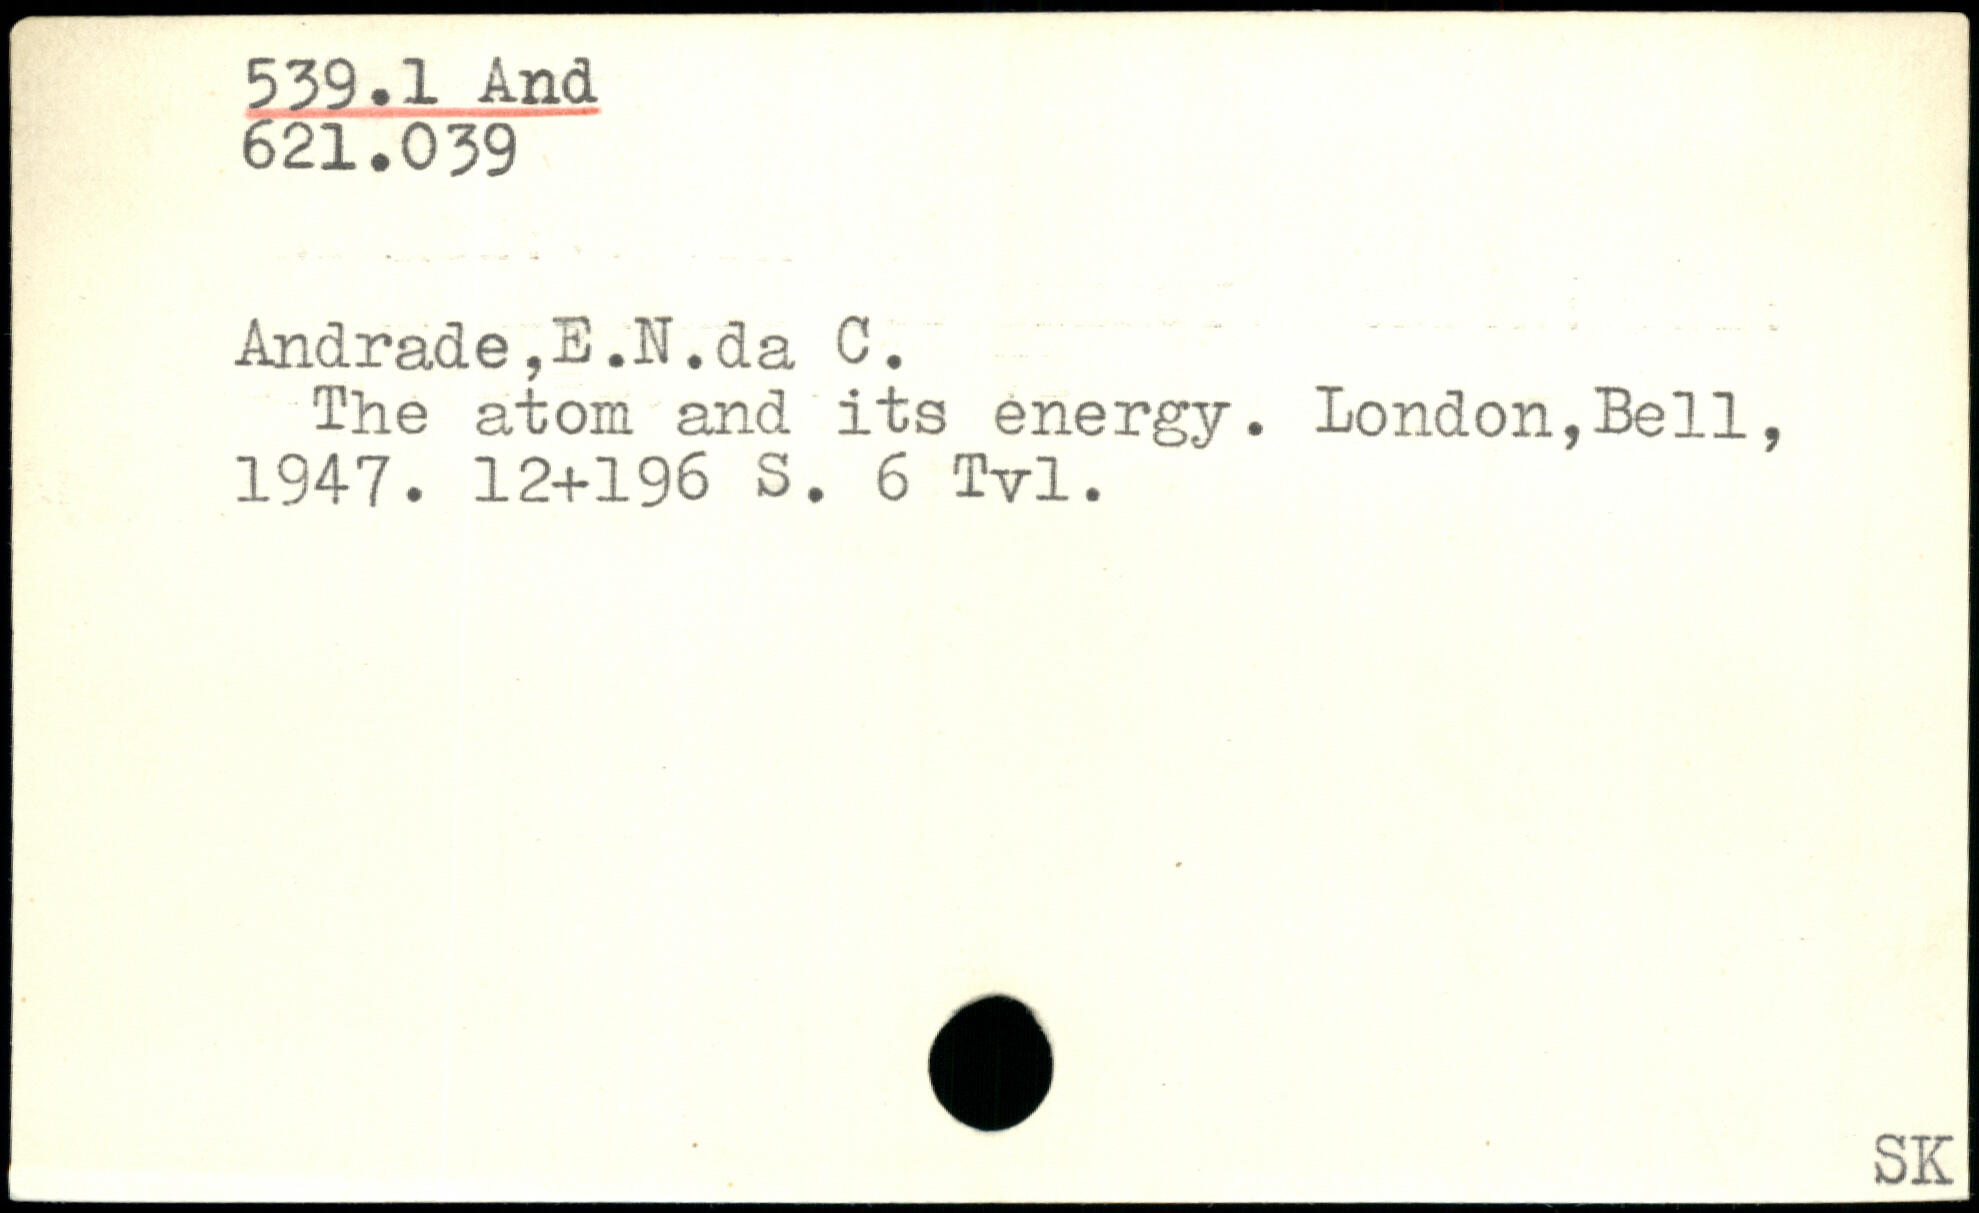 539.1 And
621.039
Andrade,E.N.da C.
The atom and its energy. London,Bell,
1947. 12+196 S. 6 Tvl.
SK